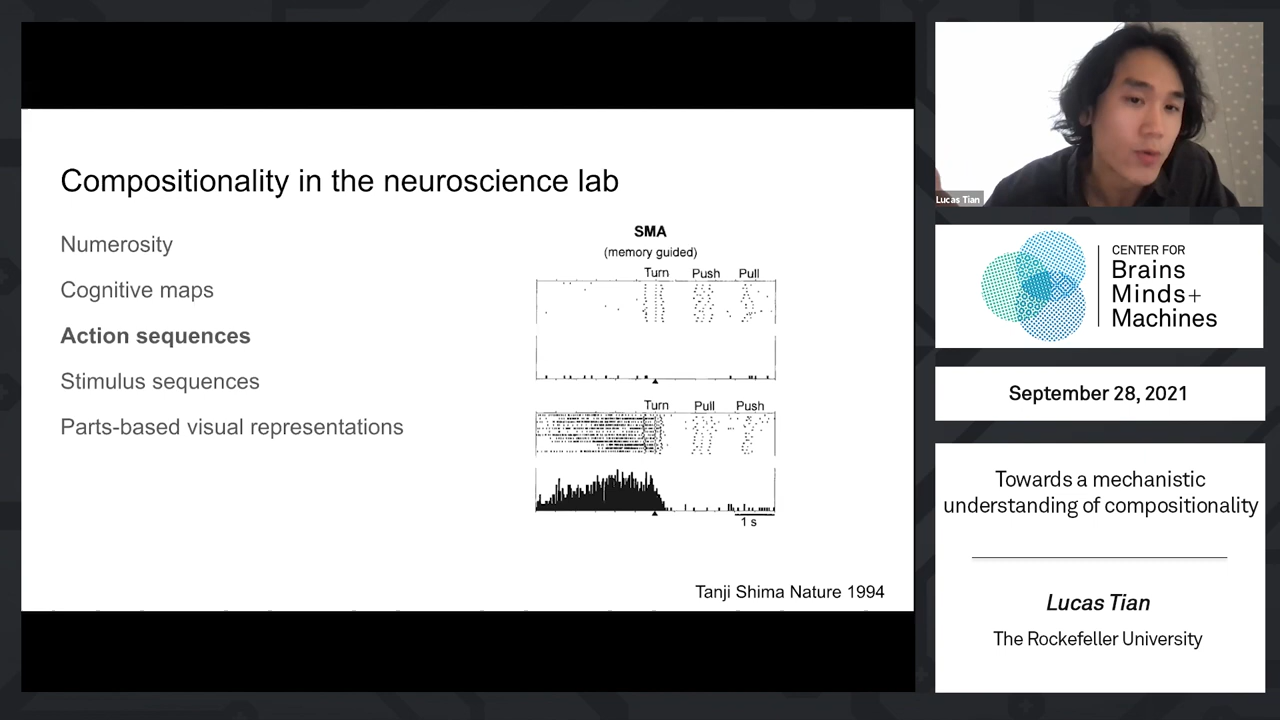 Compositionality in the neuroscience lab
Numerosity
Cognitive maps
Action sequences
Stimulus sequences
Parts-based visual representations
SMA
(memory guided)
Turn Push Pull
Turn Pull Push
1 s
Tanji Shima Nature 1994
Lucas Tian
CENTER FOR
Brains
Minds+
Machines
September 28, 2021
Towards a mechanistic
understanding of compositionality
Lucas Tian
The Rockefeller University